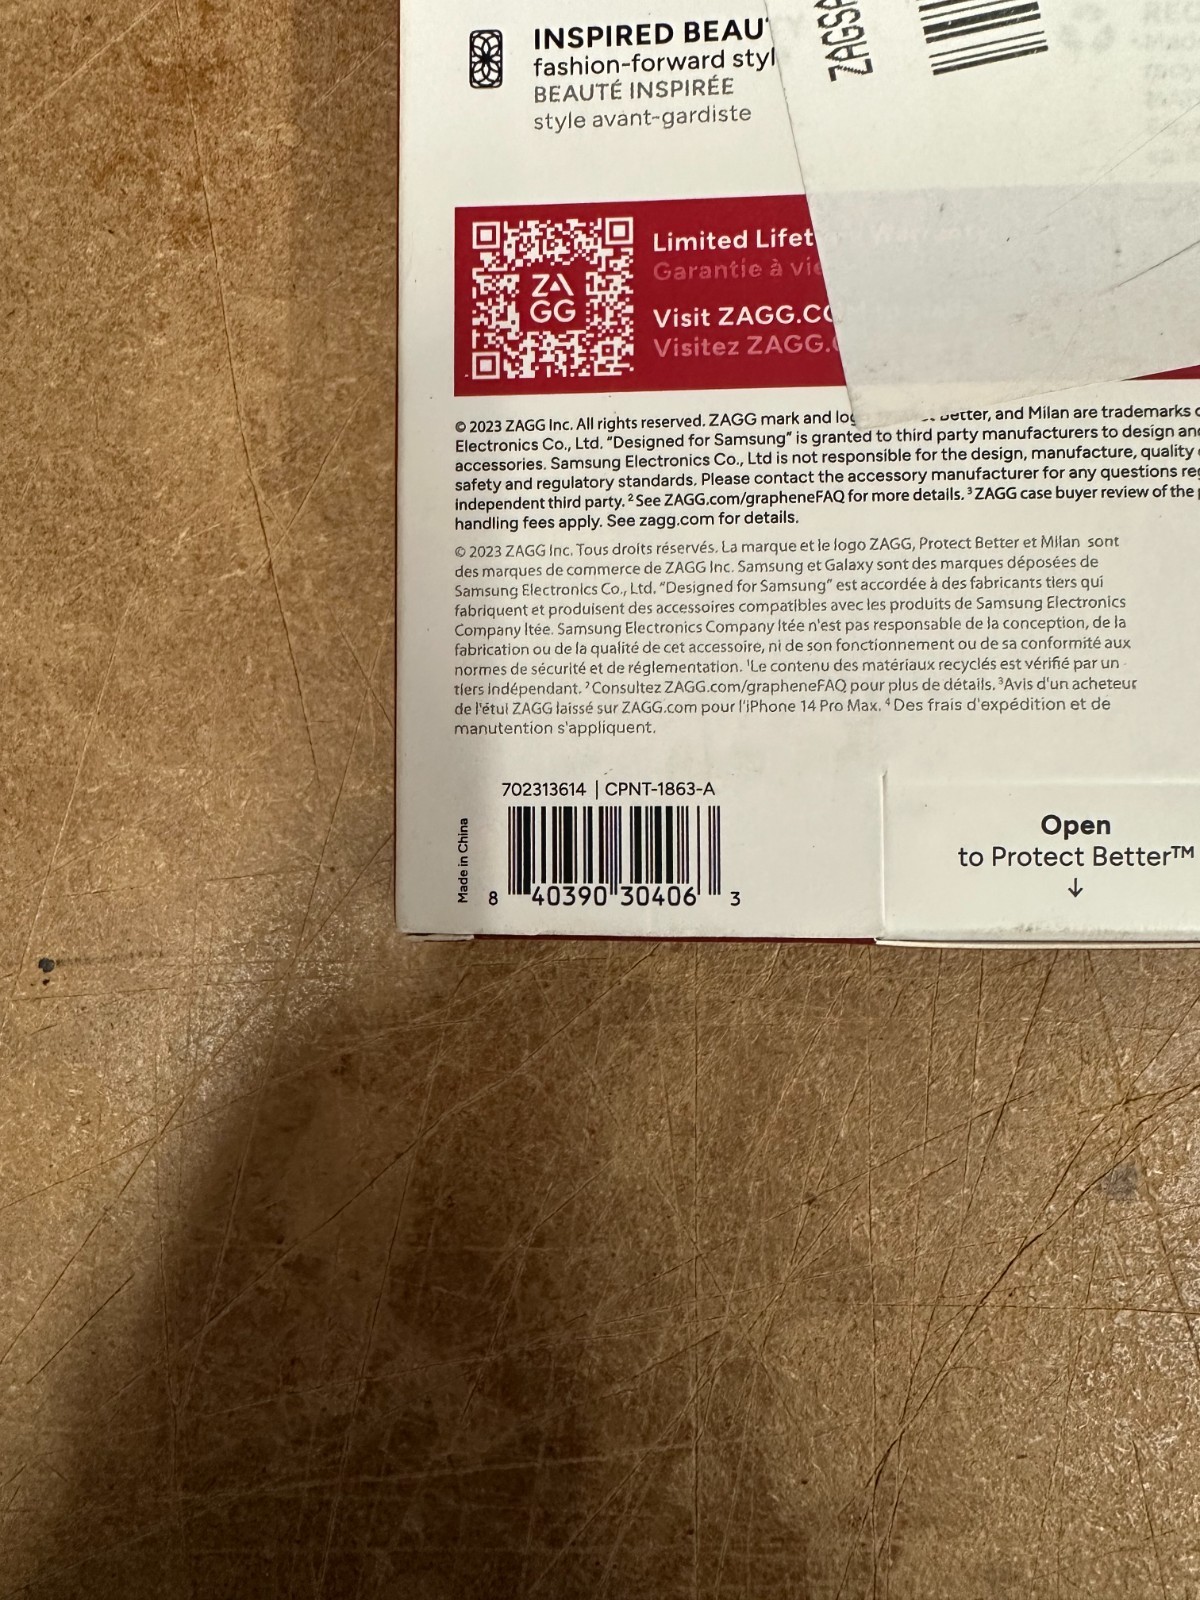 INSPIRED BEAU
fashion-forward styl
BEAUTÉ INSPIRÉE
style avant-gardiste
ZAGSA
ZA
GG
Limited Lifet
Garantie à vie
Visit ZAGG.CO
Visitez ZAGG.
© 2023 ZAGG Inc. All rights reserved. ZAGG mark and log better, and Milan are trademarks
Electronics Co., Ltd. "Designed for Samsung" is granted to third party manufacturers to design an
accessories. Samsung Electronics Co., Ltd is not responsible for the design, manufacture, quality
safety and regulatory standards. Please contact the accessory manufacturer for any questions re
independent third party. ² See ZAGG.com/grapheneFAQ for more details. ³ ZAGG case buyer review of the
handling fees apply. See zagg.com for details.
© 2023 ZAGG Inc. Tous droits réservés. La marque et le logo ZAGG, Protect Better et Milan sont
des marques de commerce de ZAGG Inc. Samsung et Galaxy sont des marques déposées de
Samsung Electronics Co., Ltd. "Designed for Samsung" est accordée à des fabricants tiers qui
fabriquent et produisent des accessoires compatibles avec les produits de Samsung Electronics
Company ltée. Samsung Electronics Company ltée n'est pas responsable de la conception, de la
fabrication ou de la qualité de cet accessoire, ni de son fonctionnement ou de sa conformité aux
normes de sécurité et de réglementation. ¹Le contenu des matériaux recyclés est vérifié par un
tiers indépendant. ² Consultez ZAGG.com/grapheneFAQ pour plus de détails. ³Avis d'un acheteur
de l'étui ZAGG laissé sur ZAGG.com pour l'iPhone 14 Pro Max. ⁴ Des frais d'expédition et de
manutention s'appliquent.
702313614 | CPNT-1863-A
Made in China
8 40390 30406 3
Open
to Protect Better™
↓